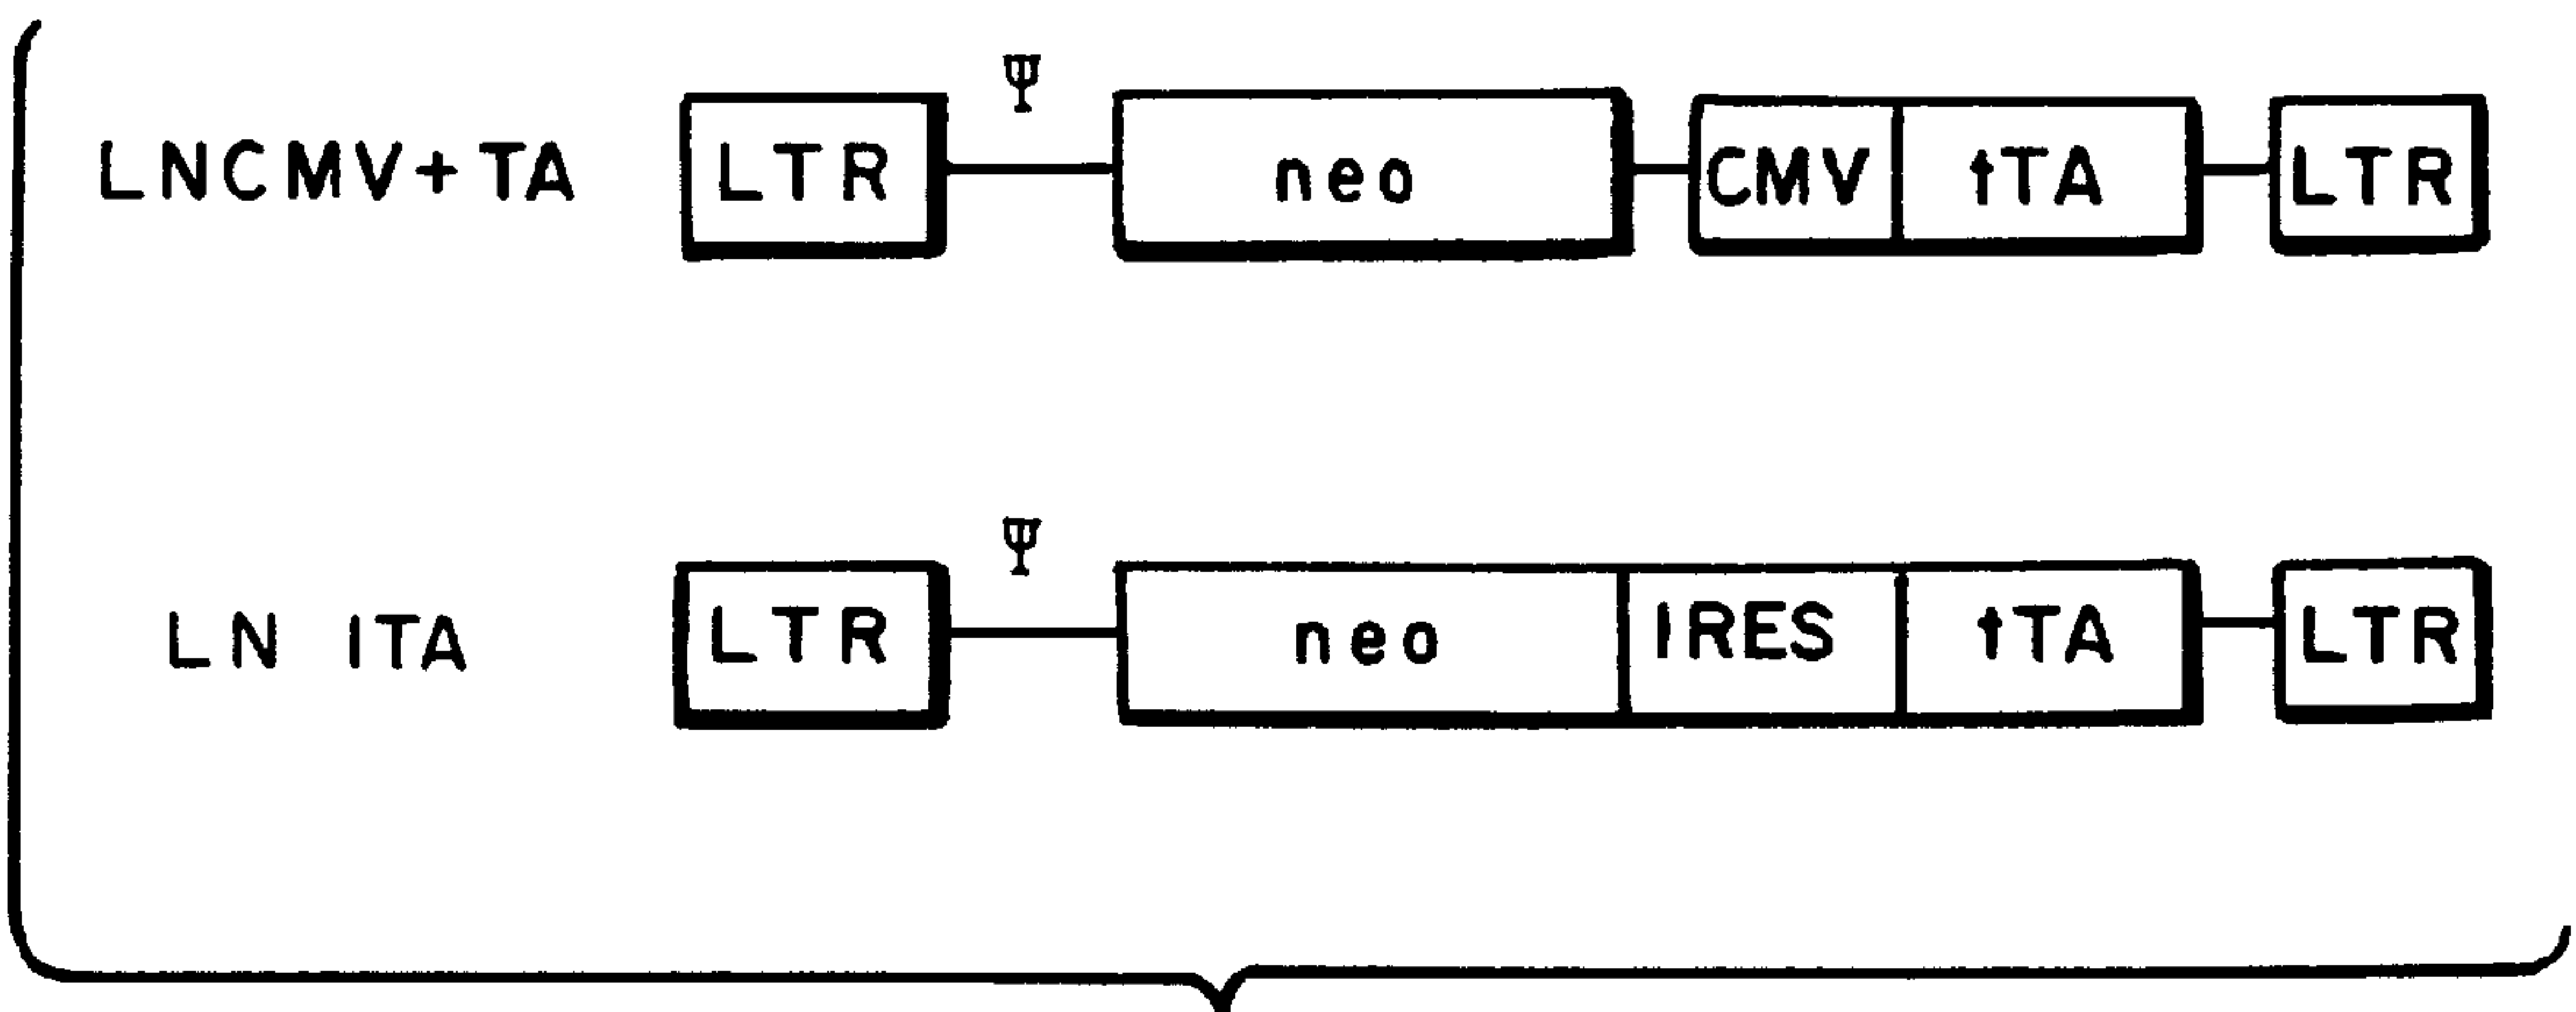 Ψ
LNCMV+TA LTR neo CMV tTA LTR
Ψ
LN ITA LTR neo IRES tTA LTR